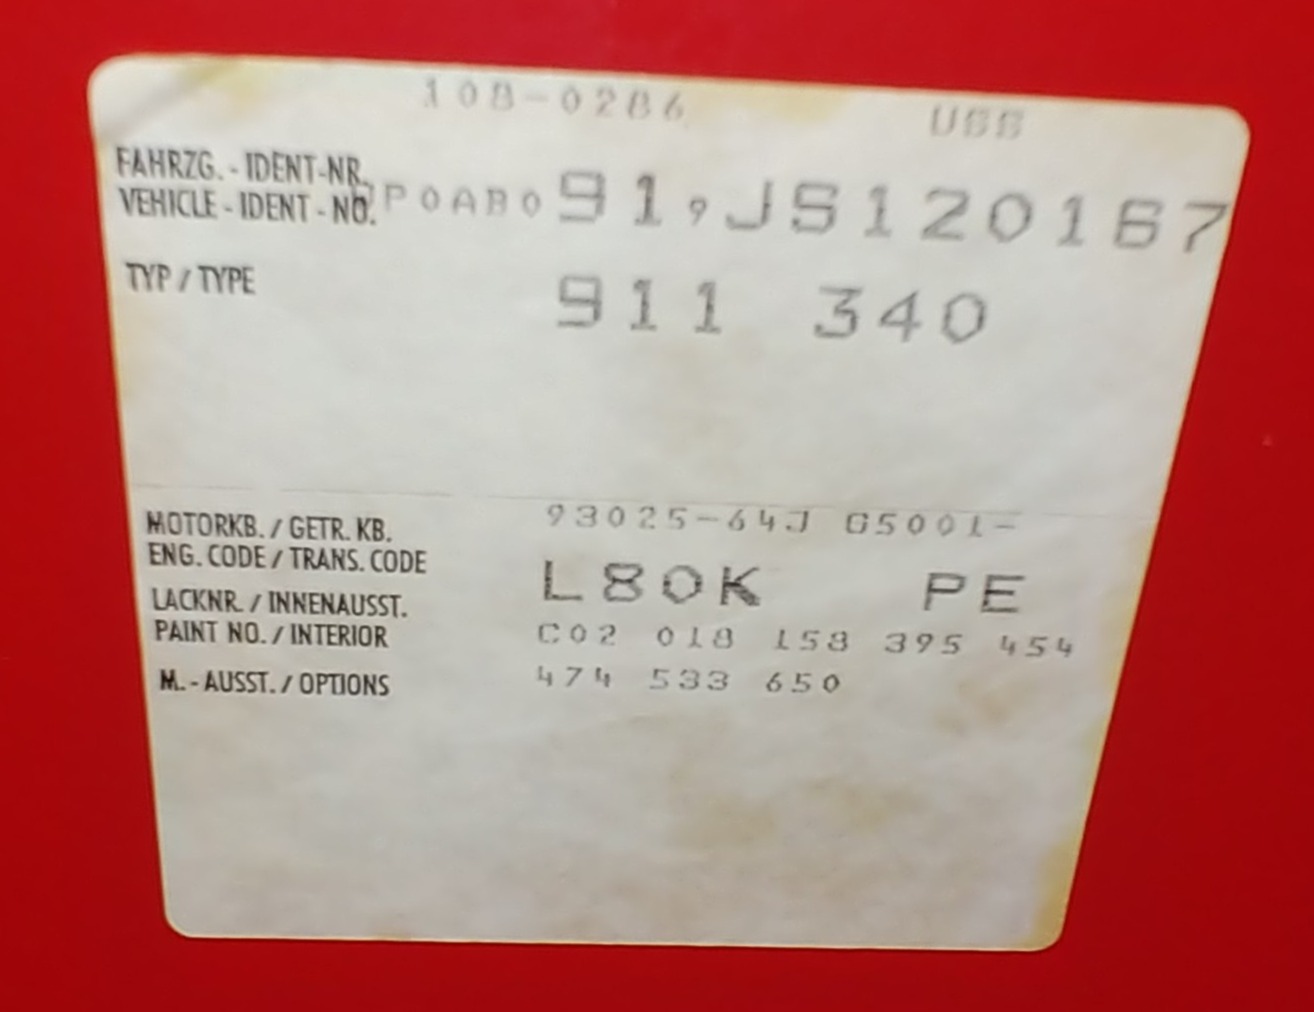 108-0286 USB
FAHRZG. - IDENT-NR.
VEHICLE - IDENT - NO. WP0AB091,JS120167
TYP / TYPE 911 340
MOTORKB. / GETR. KB. 93025-64J G5001-
ENG. CODE / TRANS. CODE
L80K PE
LACKNR. / INNENAUSST.
PAINT NO. / INTERIOR C02 018 158 395 454
M. - AUSST. / OPTIONS 474 533 650